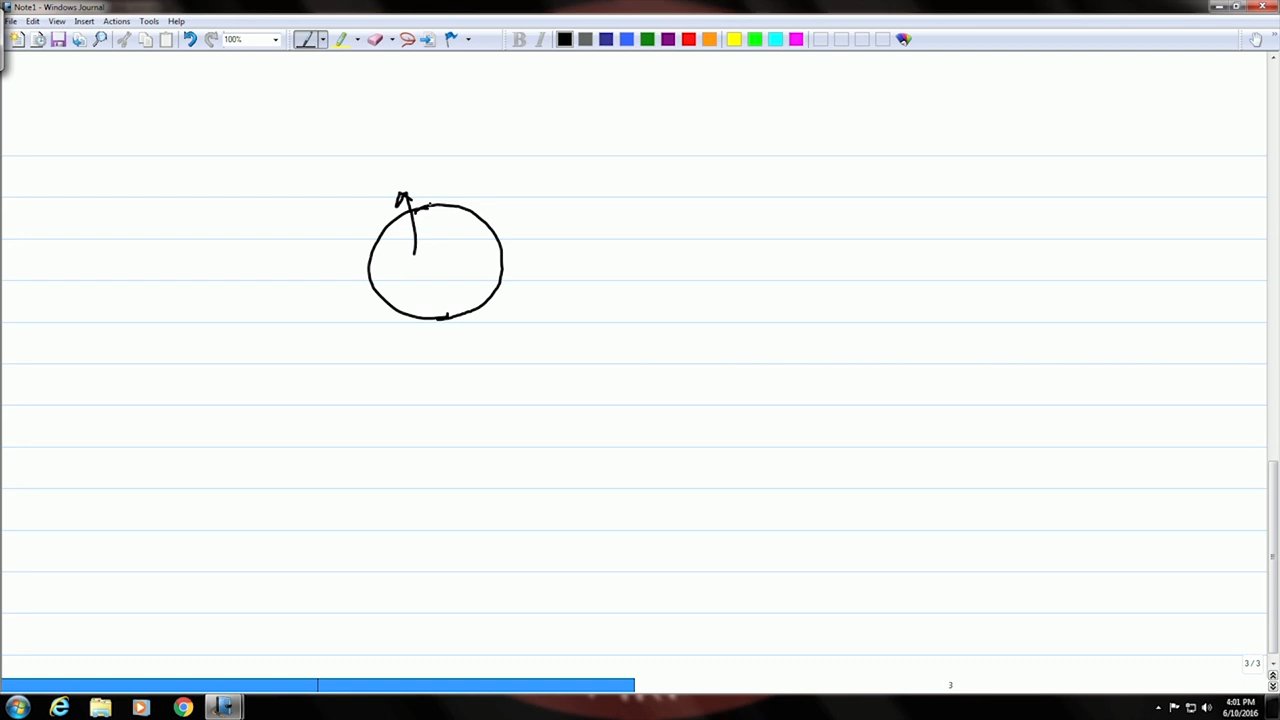 Note1 - Windows Journal
File Edit View Insert Actions Tools Help
100%
B I
3 / 3
3
4:01 PM
6/10/2016